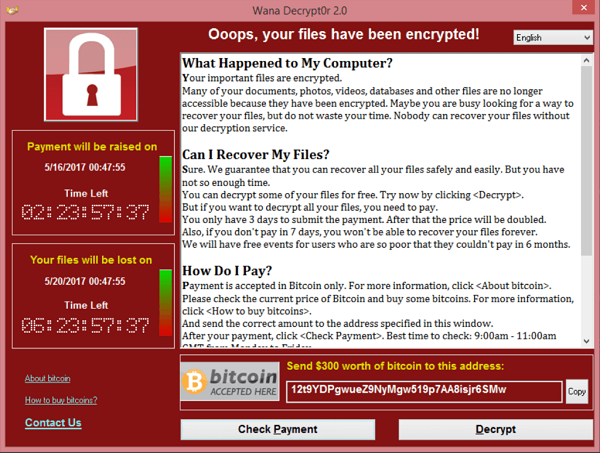 Wana Decrypt0r 2.0
Ooops, your files have been encrypted!
English
Payment will be raised on
5/16/2017 00:47:55
Time Left
02:23:57:37
Your files will be lost on
5/20/2017 00:47:55
Time Left
06:23:57:37
About bitcoin
How to buy bitcoins?
Contact Us
What Happened to My Computer?
Your important files are encrypted.
Many of your documents, photos, videos, databases and other files are no longer
accessible because they have been encrypted. Maybe you are busy looking for a way to
recover your files, but do not waste your time. Nobody can recover your files without
our decryption service.
Can I Recover My Files?
Sure. We guarantee that you can recover all your files safely and easily. But you have
not so enough time.
You can decrypt some of your files for free. Try now by clicking <Decrypt>.
But if you want to decrypt all your files, you need to pay.
You only have 3 days to submit the payment. After that the price will be doubled.
Also, if you don't pay in 7 days, you won't be able to recover your files forever.
We will have free events for users who are so poor that they couldn't pay in 6 months.
How Do I Pay?
Payment is accepted in Bitcoin only. For more information, click <About bitcoin>.
Please check the current price of Bitcoin and buy some bitcoins. For more information,
click <How to buy bitcoins>.
And send the correct amount to the address specified in this window.
After your payment, click <Check Payment>. Best time to check: 9:00am - 11:00am
GMT from Monday to Friday.
bitcoin
ACCEPTED HERE
Send $300 worth of bitcoin to this address:
12t9YDPgwueZ9NyMgw519p7AA8isjr6SMw
Copy
Check Payment
Decrypt